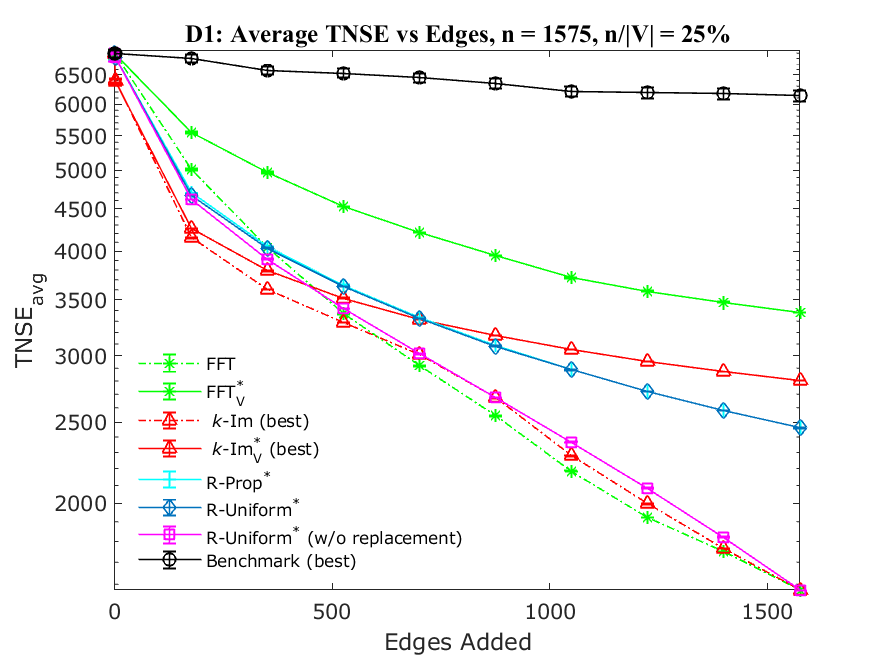 D1: Average TNSE vs Edges, n = 1575, n/|V| = 25%
6500
6000
5500
5000
4500
4000
3500
3000
2500
2000
TNSE_avg
FFT
FFT*_V
k-Im (best)
k-Im*_V (best)
R-Prop*
R-Uniform*
R-Uniform* (w/o replacement)
Benchmark (best)
0 500 1000 1500
Edges Added